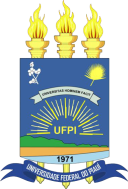 UNIVERSITAS HOMINEM FACIT
UFPI
1971
UNIVERSIDADE FEDERAL DO PIAUÍ